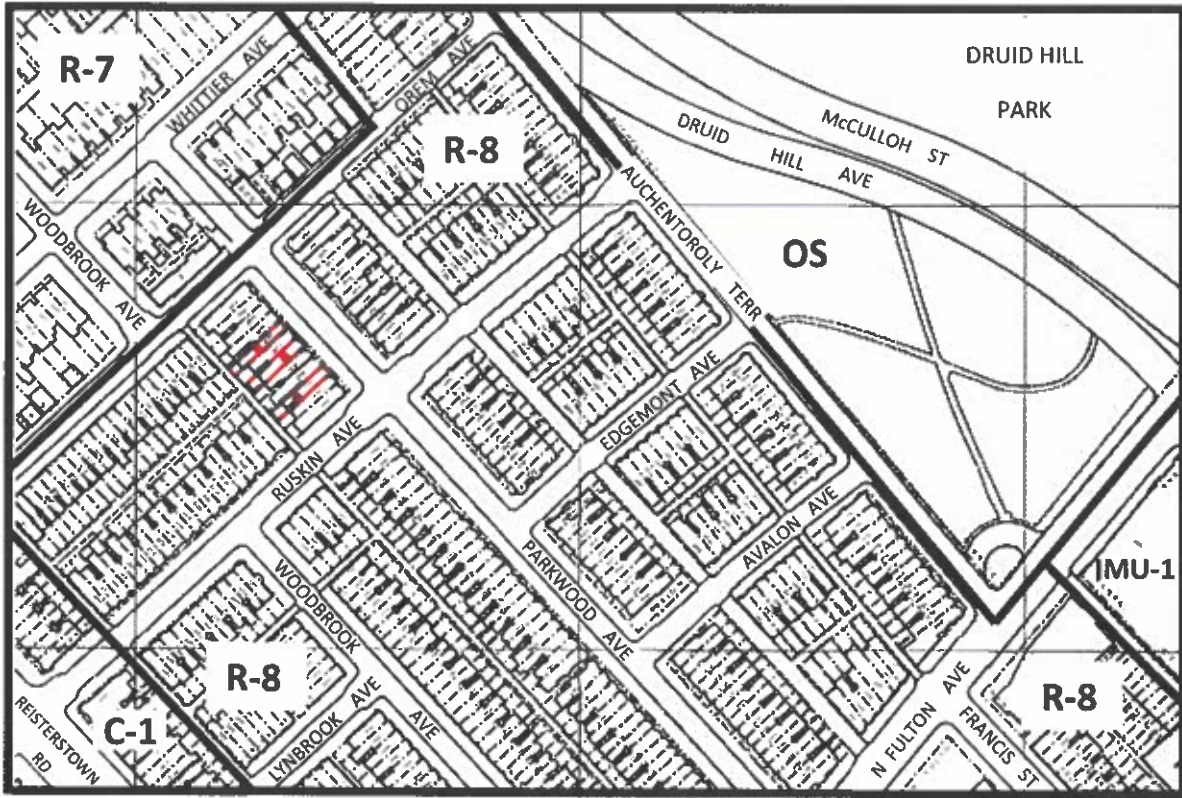 R-7
WHITTIER AVE
OREM AVE
R-8
DRUID HILL
PARK
McCULLOH ST
DRUID HILL AVE
WOODBROOK AVE
AUCHENTOROLY TERR
OS
EDGEMONT AVE
RUSKIN AVE
AVALON AVE
PARKWOOD AVE
WOODBROOK AVE
IMU-1
R-8
LYNBROOK AVE
REISTERSTOWN RD
C-1
N FULTON AVE
FRANCIS ST
R-8